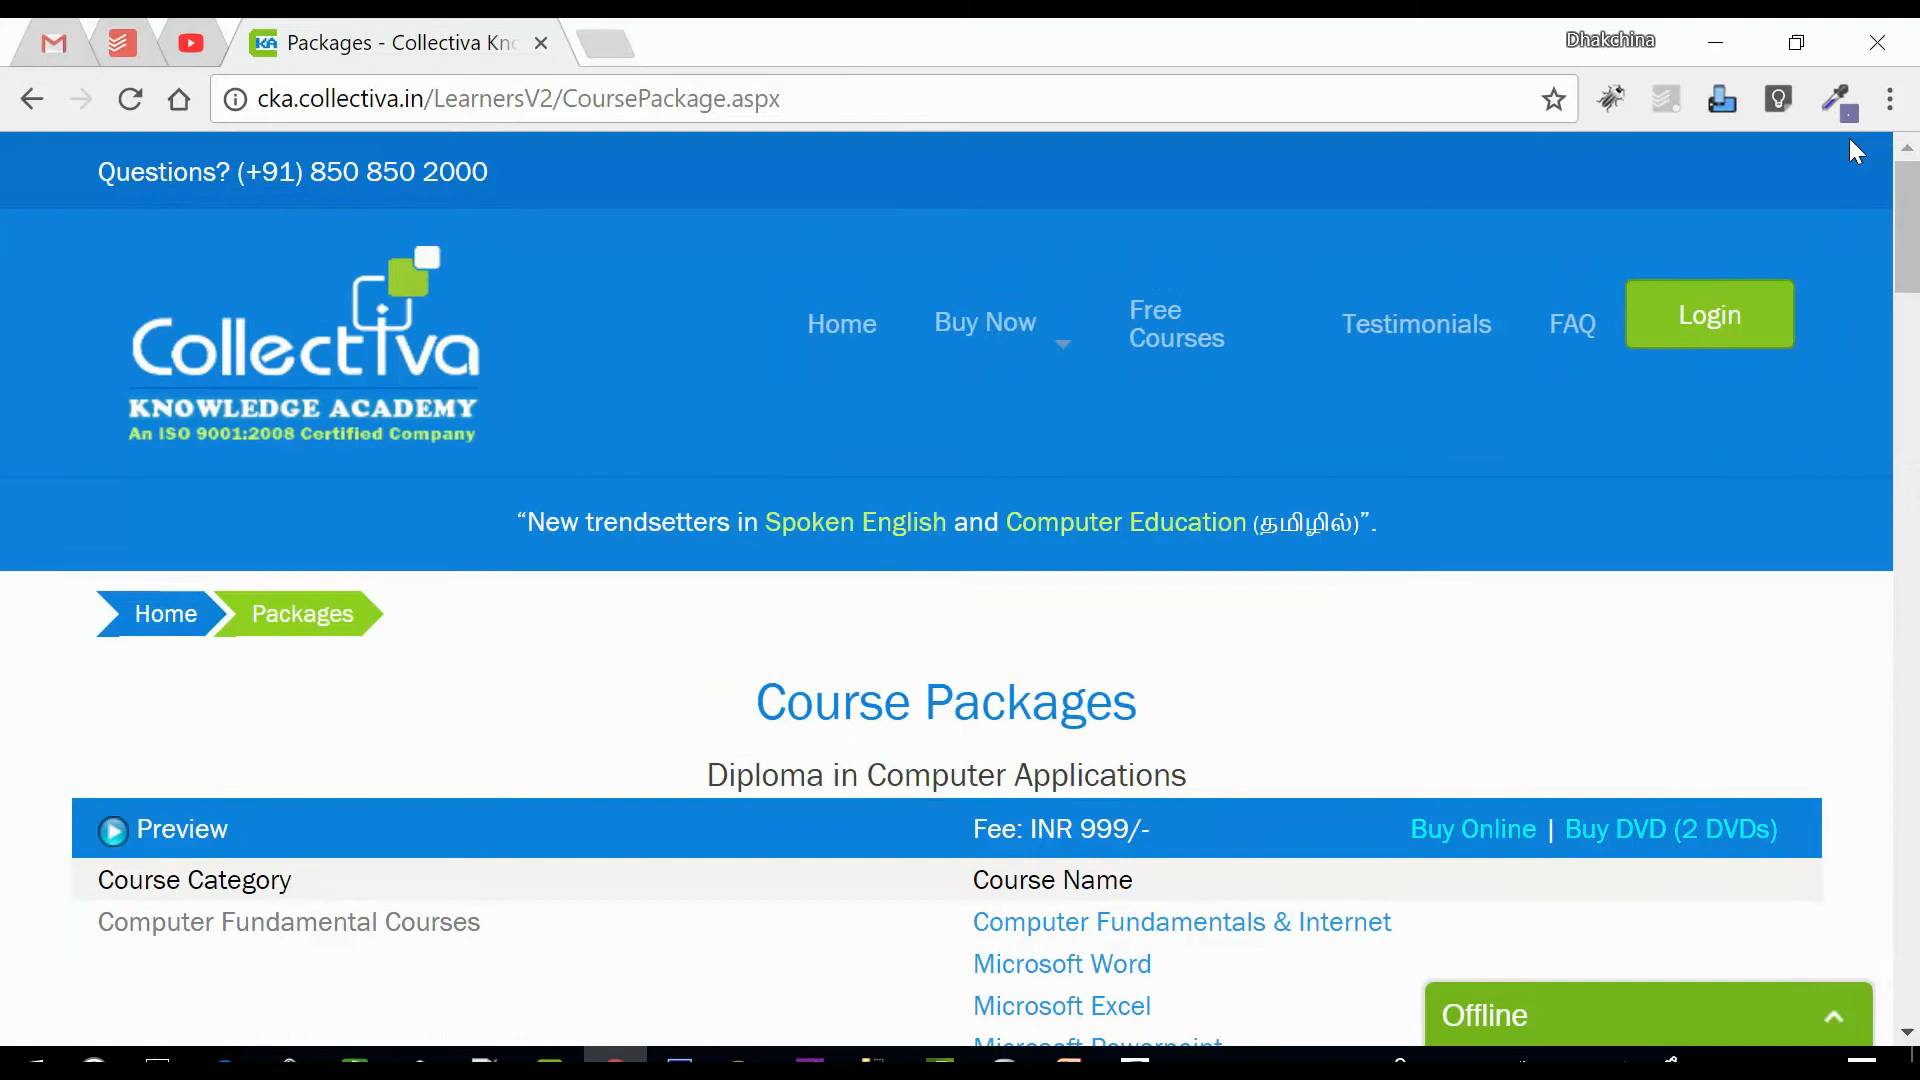 Packages - Collectiva Kno
Dhakchina
cka.collectiva.in/LearnersV2/CoursePackage.aspx
Questions? (+91) 850 850 2000
Collectiva
KNOWLEDGE ACADEMY
An ISO 9001:2008 Certified Company
Home
Buy Now
Free
Courses
Testimonials
FAQ
Login
“New trendsetters in Spoken English and Computer Education (தமிழில்)”.
Home
Packages
Course Packages
Diploma in Computer Applications
Preview
Fee: INR 999/-
Buy Online | Buy DVD (2 DVDs)
Course Category
Course Name
Computer Fundamental Courses
Computer Fundamentals & Internet
Microsoft Word
Microsoft Excel
Microsoft Powerpoint
Offline